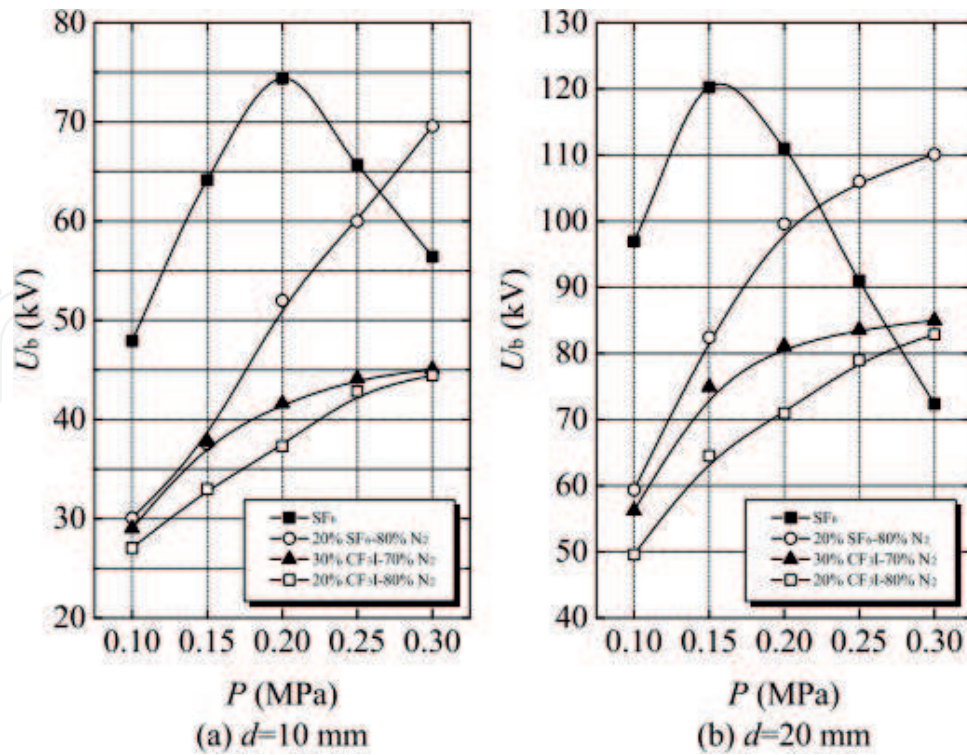 80
70
60
50
40
30
20
U_b (kV)
SF₆
20% SF₆-80% N₂
30% CF₃I-70% N₂
20% CF₃I-80% N₂
0.10 0.15 0.20 0.25 0.30
P (MPa)
(a) d=10 mm
130
120
110
100
90
80
70
60
50
40
U_b (kV)
SF₆
20% SF₆-80% N₂
30% CF₃I-70% N₂
20% CF₃I-80% N₂
0.10 0.15 0.20 0.25 0.30
P (MPa)
(b) d=20 mm